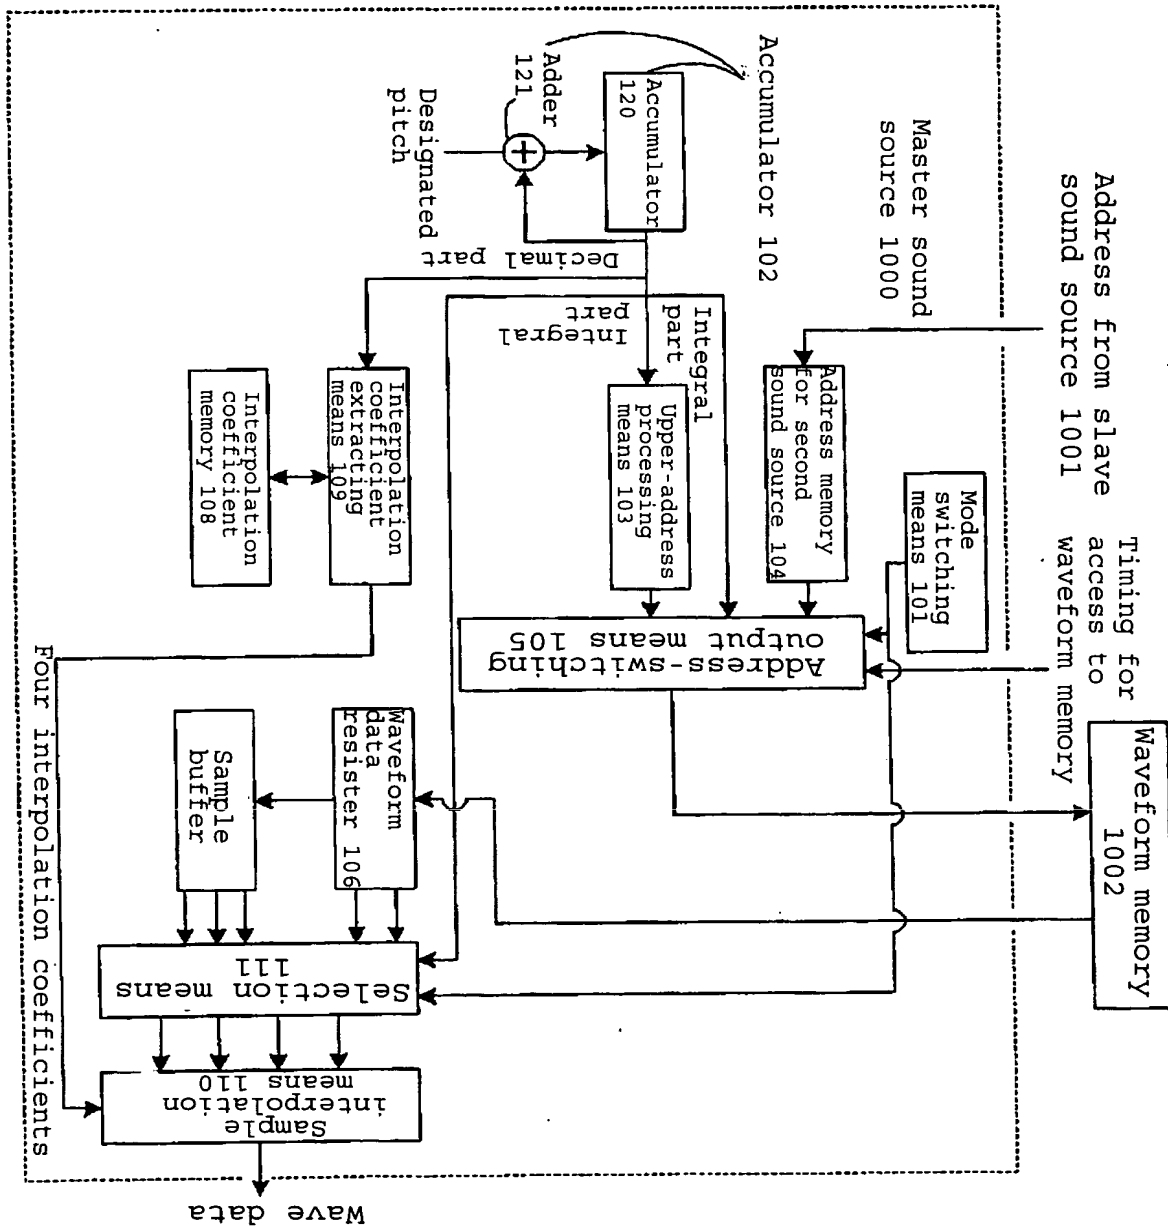 Address from slave
sound source 1001
Timing for
access to
waveform memory
Waveform memory
1002
Master sound
source 1000
Mode
switching
means 101
Accumulator 102
Address memory
for second
sound source 104
Accumulator
120
Adder
121
Designated
pitch
Decimal part
Integral
part
Integral
part
Upper-address
processing
means 103
Address-switching
output means 105
Interpolation
coefficient
extracting
means 109
Interpolation
coefficient
memory 108
Waveform
data
resister 106
Sample
buffer
Selection means
111
Sample
interpolation
means 110
Four interpolation coefficients
Wave data